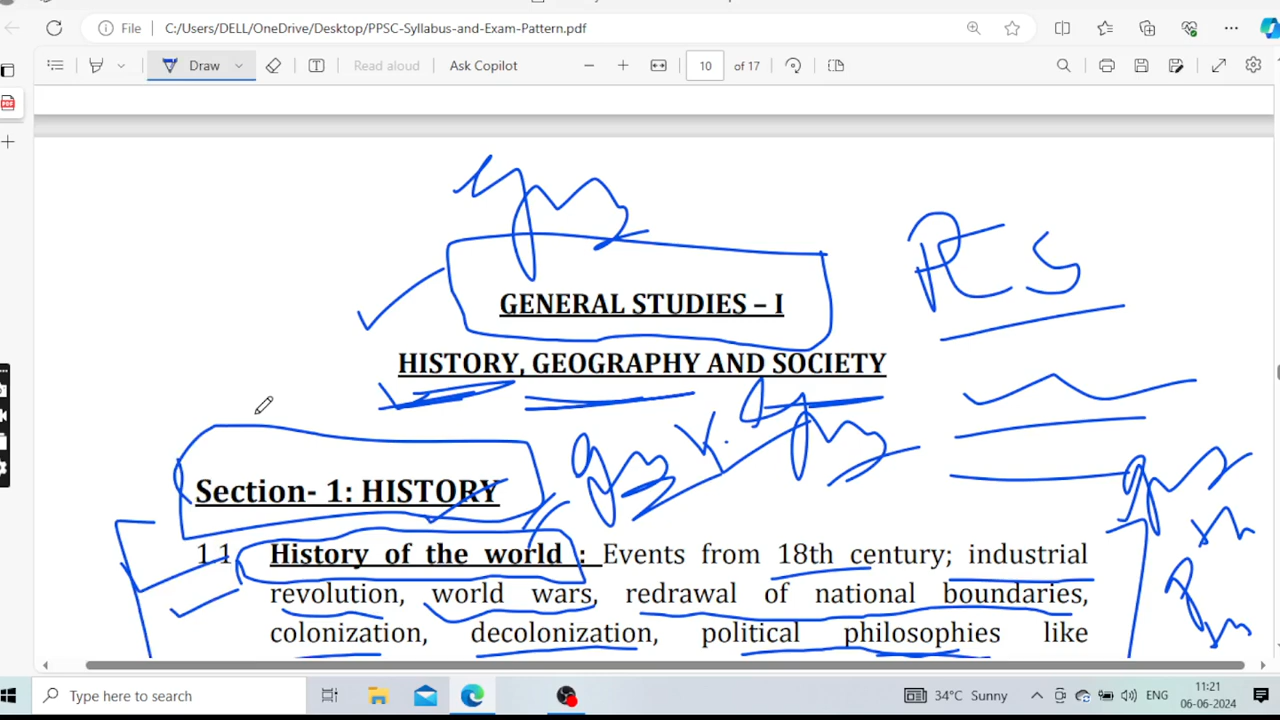 File C:/Users/DELL/OneDrive/Desktop/PPSC-Syllabus-and-Exam-Pattern.pdf
Draw Read aloud Ask Copilot 10 of 17
GENERAL STUDIES – I
PCS
HISTORY, GEOGRAPHY AND SOCIETY
Section- 1: HISTORY
1.1 History of the world : Events from 18th century; industrial
revolution, world wars, redrawal of national boundaries,
colonization, decolonization, political philosophies like
Type here to search 34°C Sunny ENG 11:21
06-06-2024